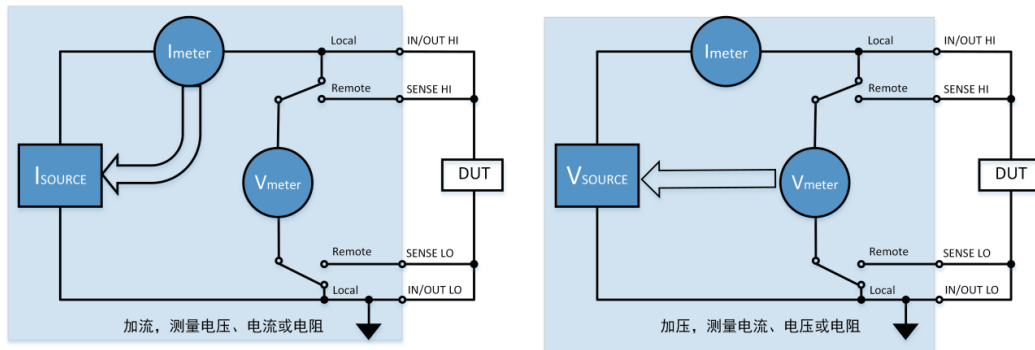 Imeter
Local
IN/OUT HI
Remote
SENSE HI
ISOURCE
Vmeter
DUT
Remote
SENSE LO
Local
IN/OUT LO
加流，测量电压、电流或电阻
Imeter
Local
IN/OUT HI
Remote
SENSE HI
VSOURCE
Vmeter
DUT
Remote
SENSE LO
Local
IN/OUT LO
加压，测量电流、电压或电阻